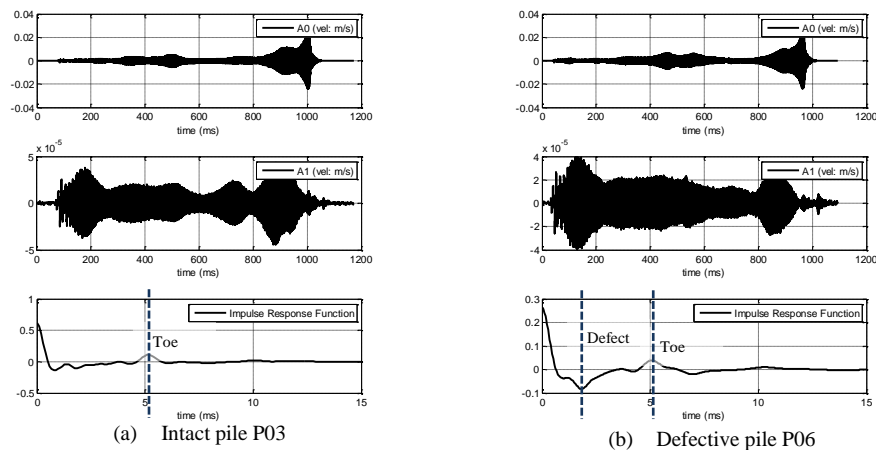 0.04
0.02
0
-0.02
-0.04
A0 (vel: m/s)
0 200 400 600 800 1000 1200
time (ms)
x 10⁻⁵
5
0
-5
A1 (vel: m/s)
0 200 400 600 800 1000 1200
time (ms)
1
0.5
0
-0.5
Impulse Response Function
Toe
0 5 10 15
time (ms)
(a) Intact pile P03
0.04
0.02
0
-0.02
-0.04
A0 (vel: m/s)
0 200 400 600 800 1000 1200
time (ms)
x 10⁻⁵
4
2
0
-2
-4
A1 (vel: m/s)
0 200 400 600 800 1000 1200
time (ms)
0.3
0.2
0.1
0
-0.1
Impulse Response Function
Defect
Toe
0 5 10 15
time (ms)
(b) Defective pile P06